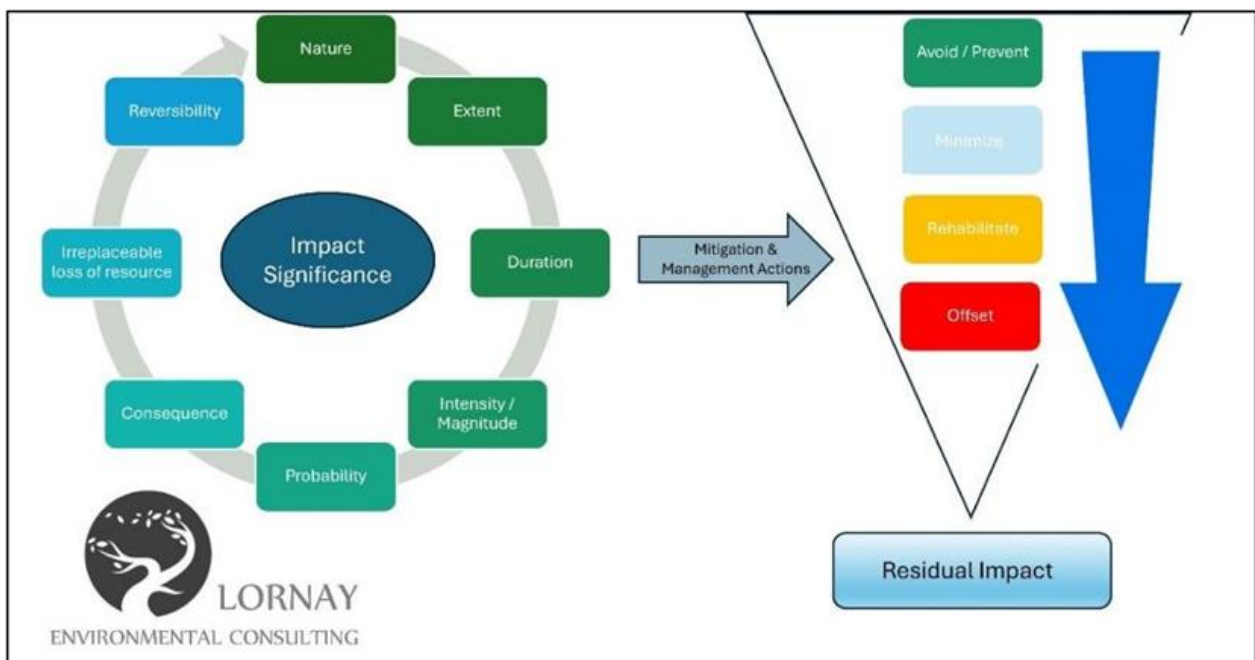 Nature
Extent
Duration
Intensity /
Magnitude
Probability
Consequence
Irreplaceable
loss of resource
Reversibility
Impact
Significance
Mitigation &
Management Actions
Avoid / Prevent
Minimize
Rehabilitate
Offset
Residual Impact
LORNAY
ENVIRONMENTAL CONSULTING